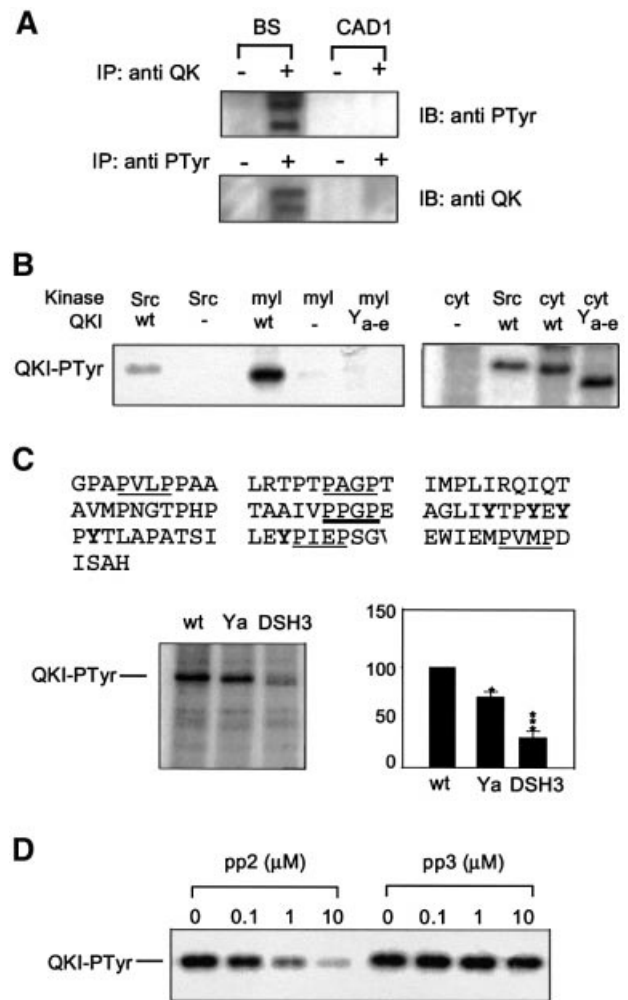 A
BS CAD1
IP: anti QK - + - +
IB: anti PTyr
IP: anti PTyr - + - +
IB: anti QK
B
Kinase Src Src myl myl myl cyt Src cyt cyt
QKI wt - wt - Ya-e - wt wt Ya-e
QKI-PTyr
C
GPAPVLPPAA LRTPTPAGPT IMPLIRQIQT
AVMPNGTPHP TAAIVPPGPE AGLIYTPYEY
PYTLAPATSI LEYPIEPSGV EWIEMPVMPD
ISAH
wt Ya DSH3
QKI-PTyr
150
100
50
0
*
***
wt Ya DSH3
D
pp2 (µM) pp3 (µM)
0 0.1 1 10 0 0.1 1 10
QKI-PTyr